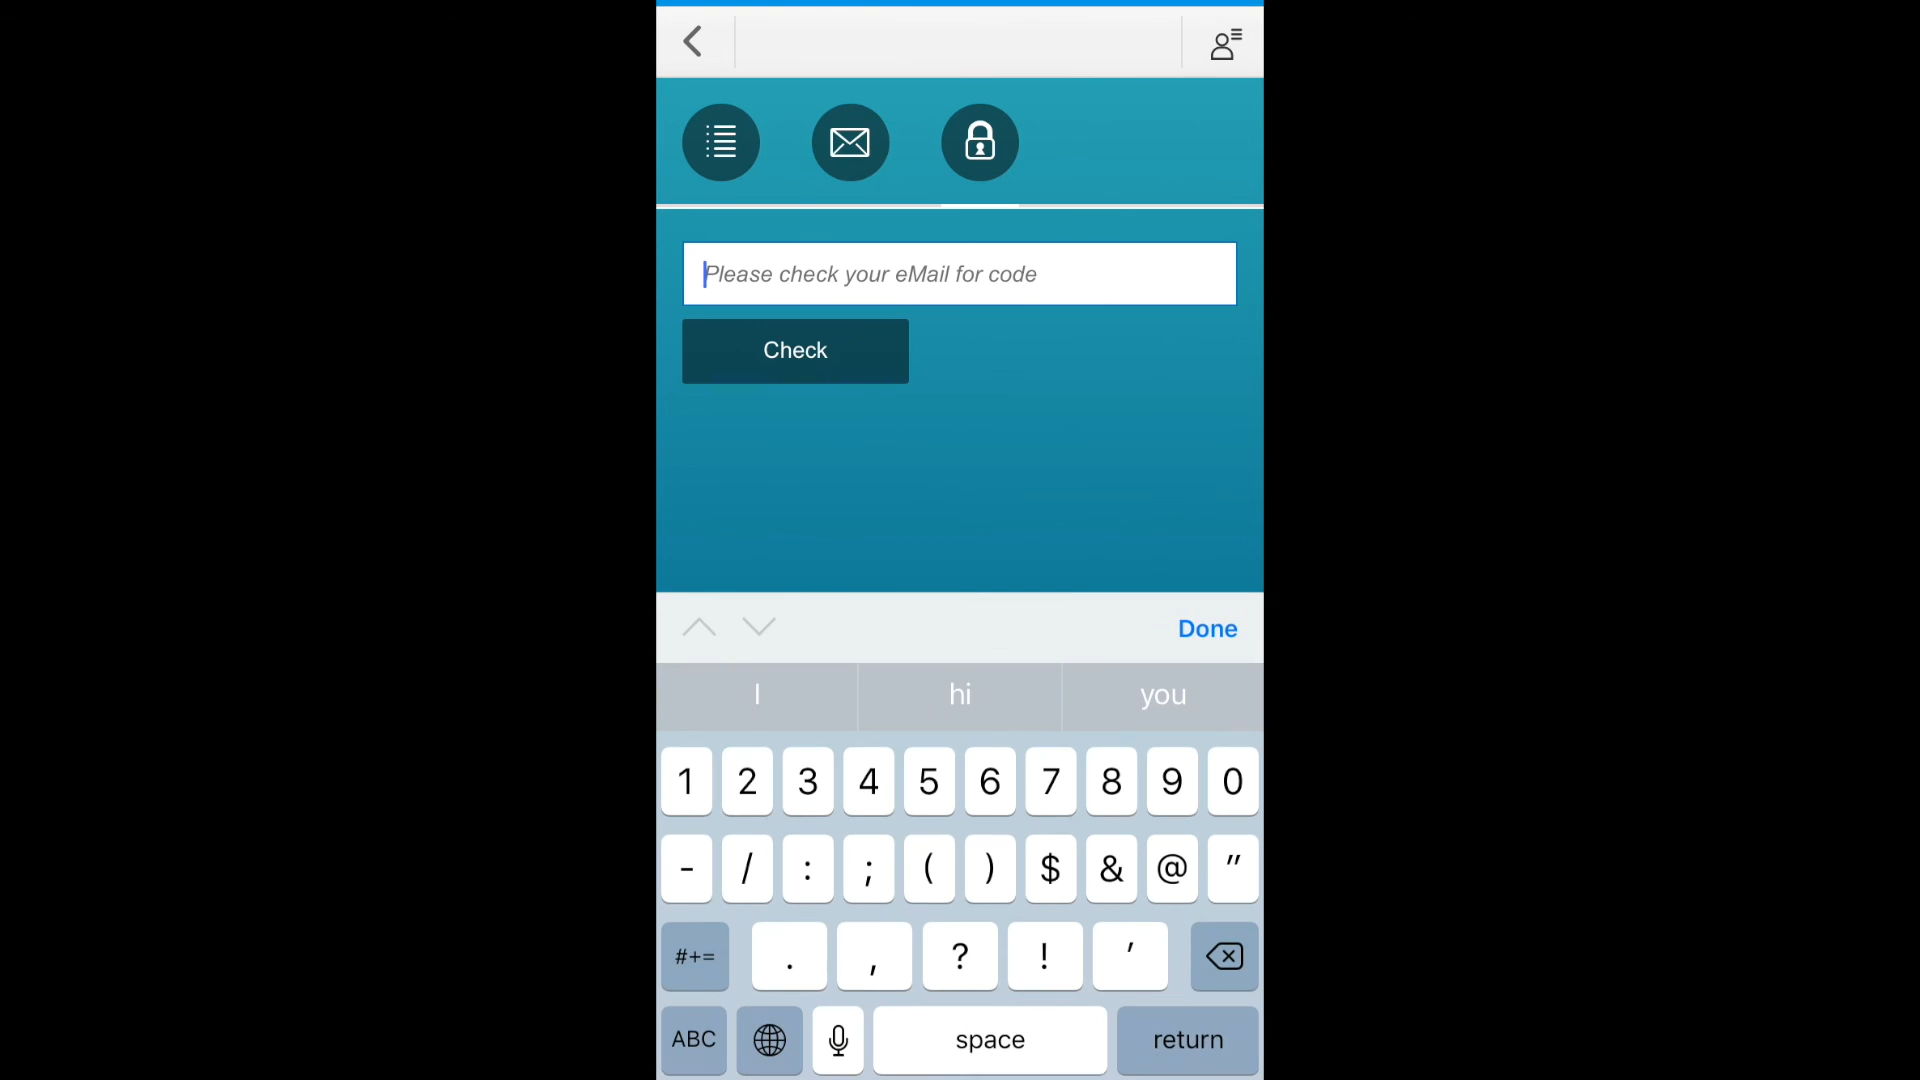 Please check your eMail for code
Check
Done
I hi you
1 2 3 4 5 6 7 8 9 0
- / : ; ( ) $ & @ "
#+= . , ? ! '
ABC space return